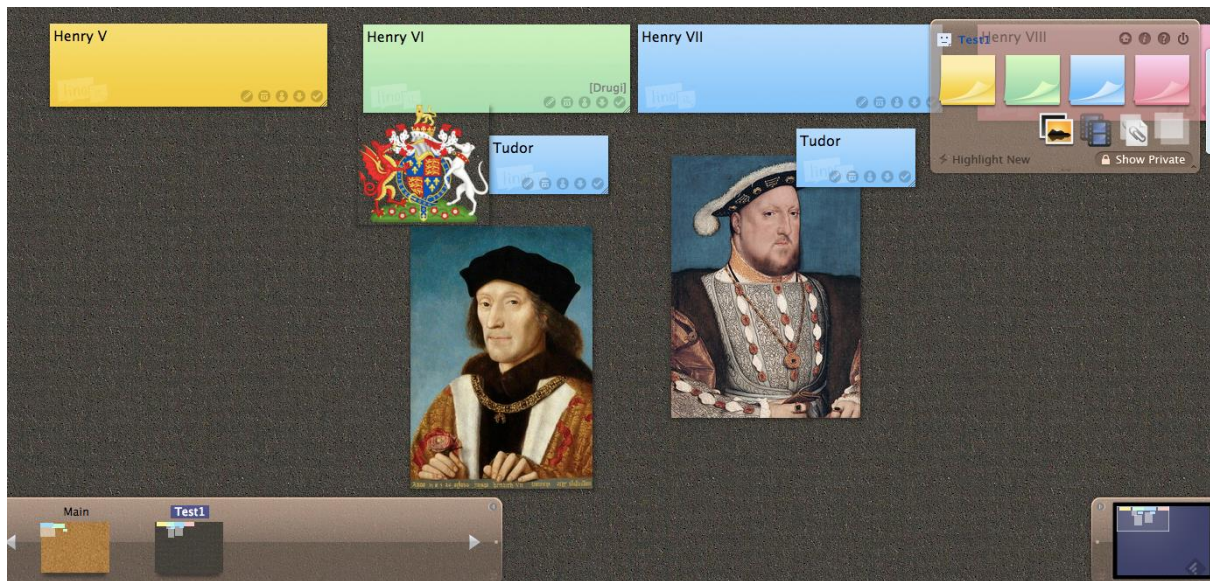 Henry V
Henry VI
[Drugi]
Henry VII
Test1
Henry VIII
Highlight New
Show Private
Tudor
Tudor
Main
Test1